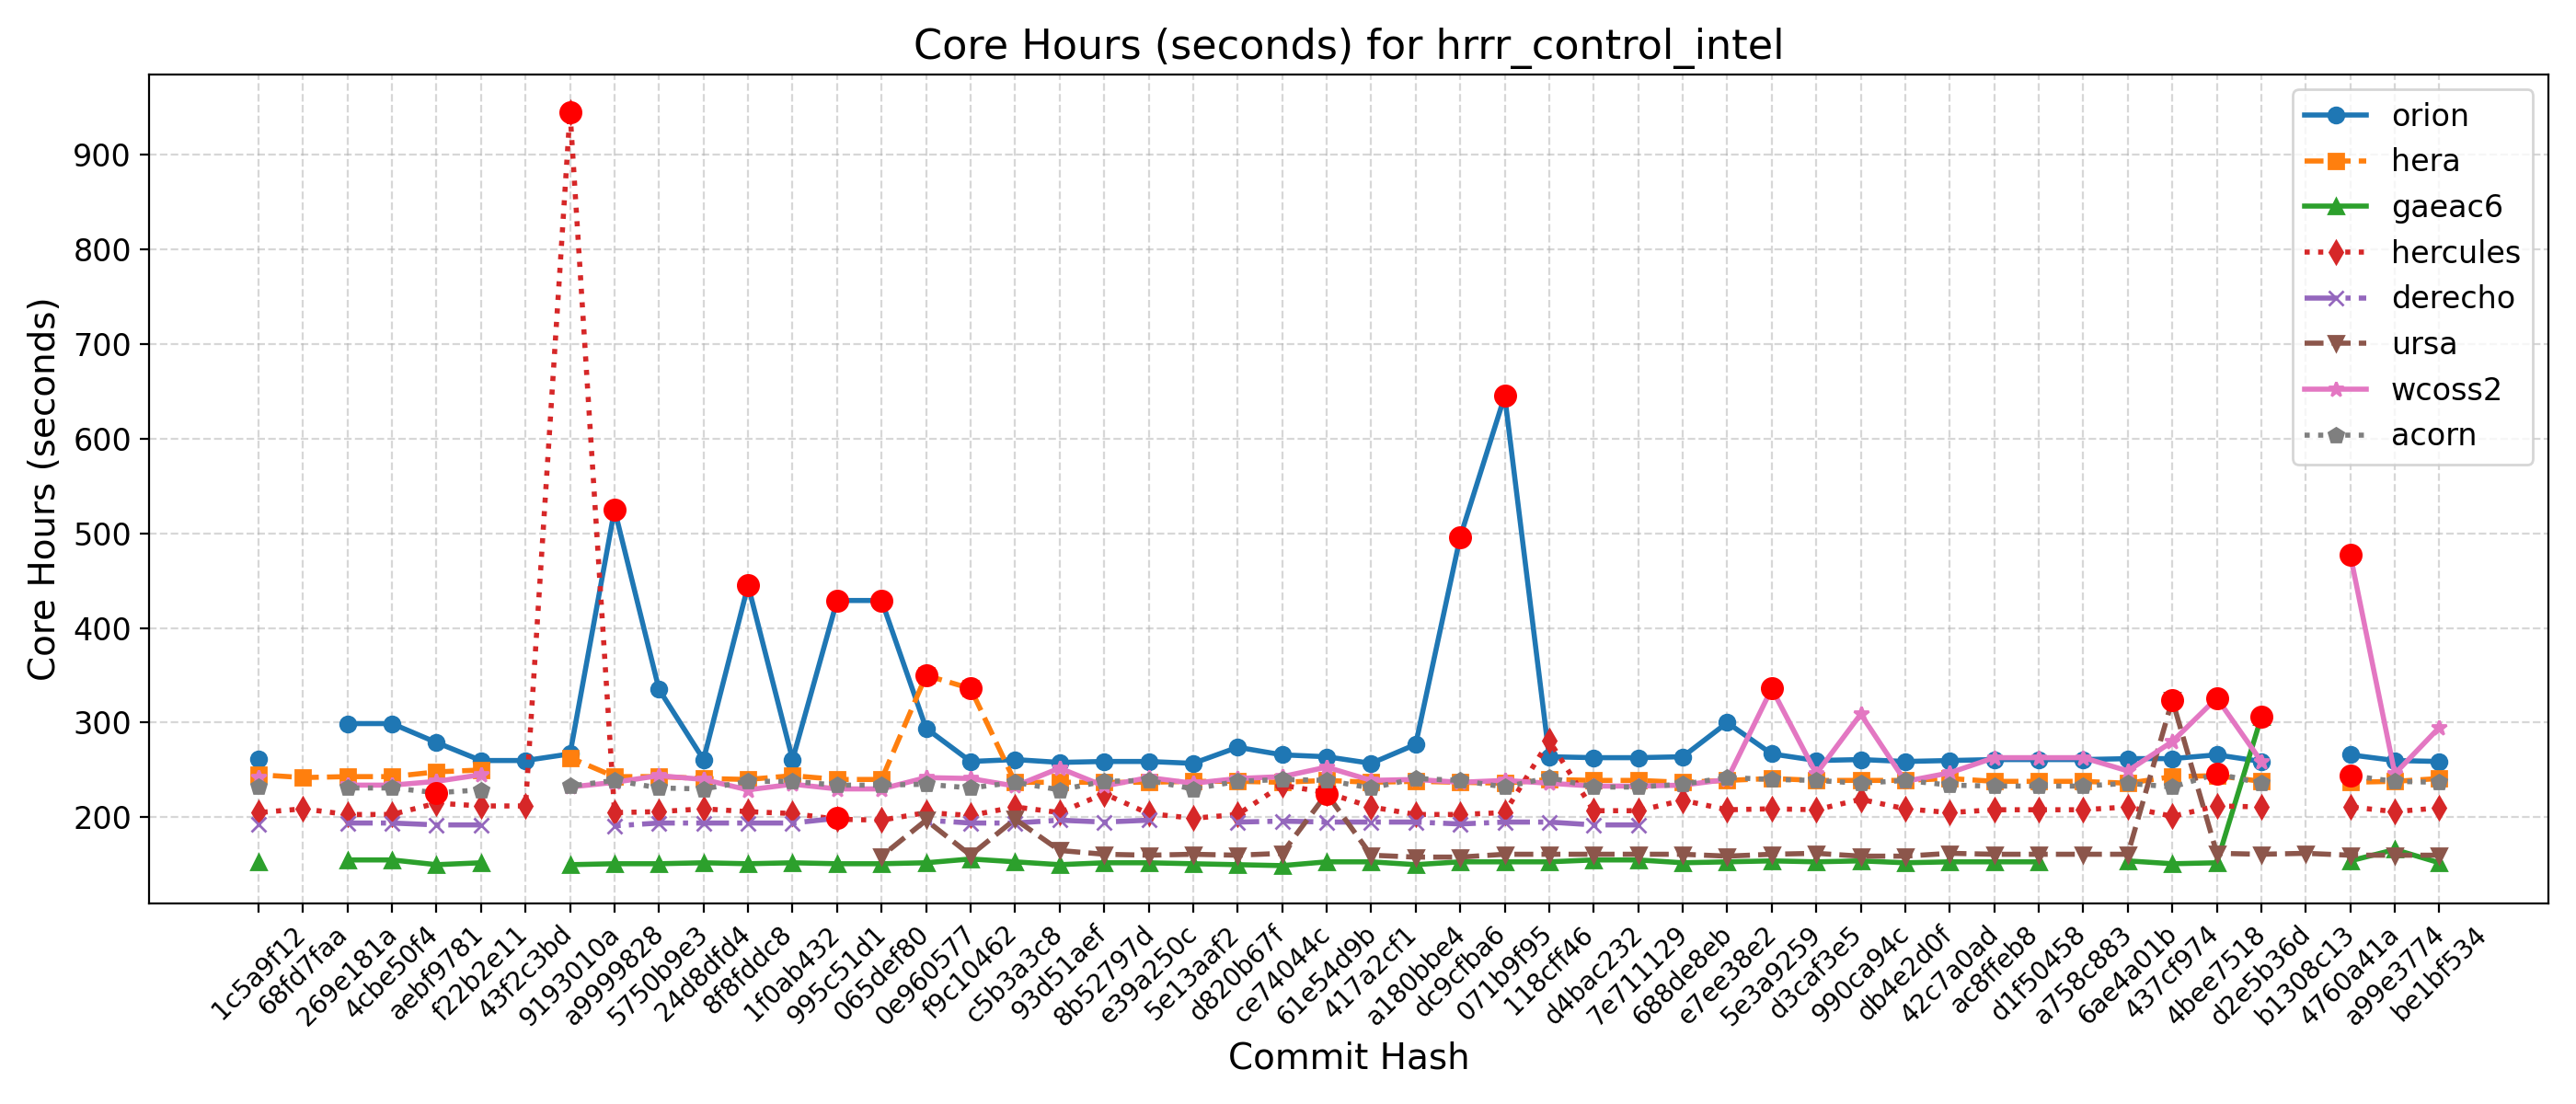 Core Hours (seconds) for hrrr_control_intel
Core Hours (seconds)
900
800
700
600
500
400
300
200
orion
hera
gaeac6
hercules
derecho
ursa
wcoss2
acorn
1c5a9f12
68fd7faa
269e181a
4cbe50f4
aebf9781
f22b2e11
43f2c3bd
9193010a
a9999828
5750b9e3
24d8dfd4
8f8fddc8
1f0ab432
995c51d1
065def80
0e960577
f9c10462
c5b3a3c8
93d51aef
8b52797d
e39a250c
5e13aaf2
d820b67f
ce74044c
61e54d9b
417a2cf1
a180bbe4
dc9cfba6
071b9f95
118cff46
d4bac232
7e711129
688de8eb
e7ee38e2
5e3a9259
d3caf3e5
990ca94c
db4e2d0f
42c7a0ad
ac8ffeb8
d1f50458
a758c883
6ae4a01b
437cf974
4bee7518
d2e5b36d
b1308c13
4760a41a
a99e3774
be1bf534
Commit Hash